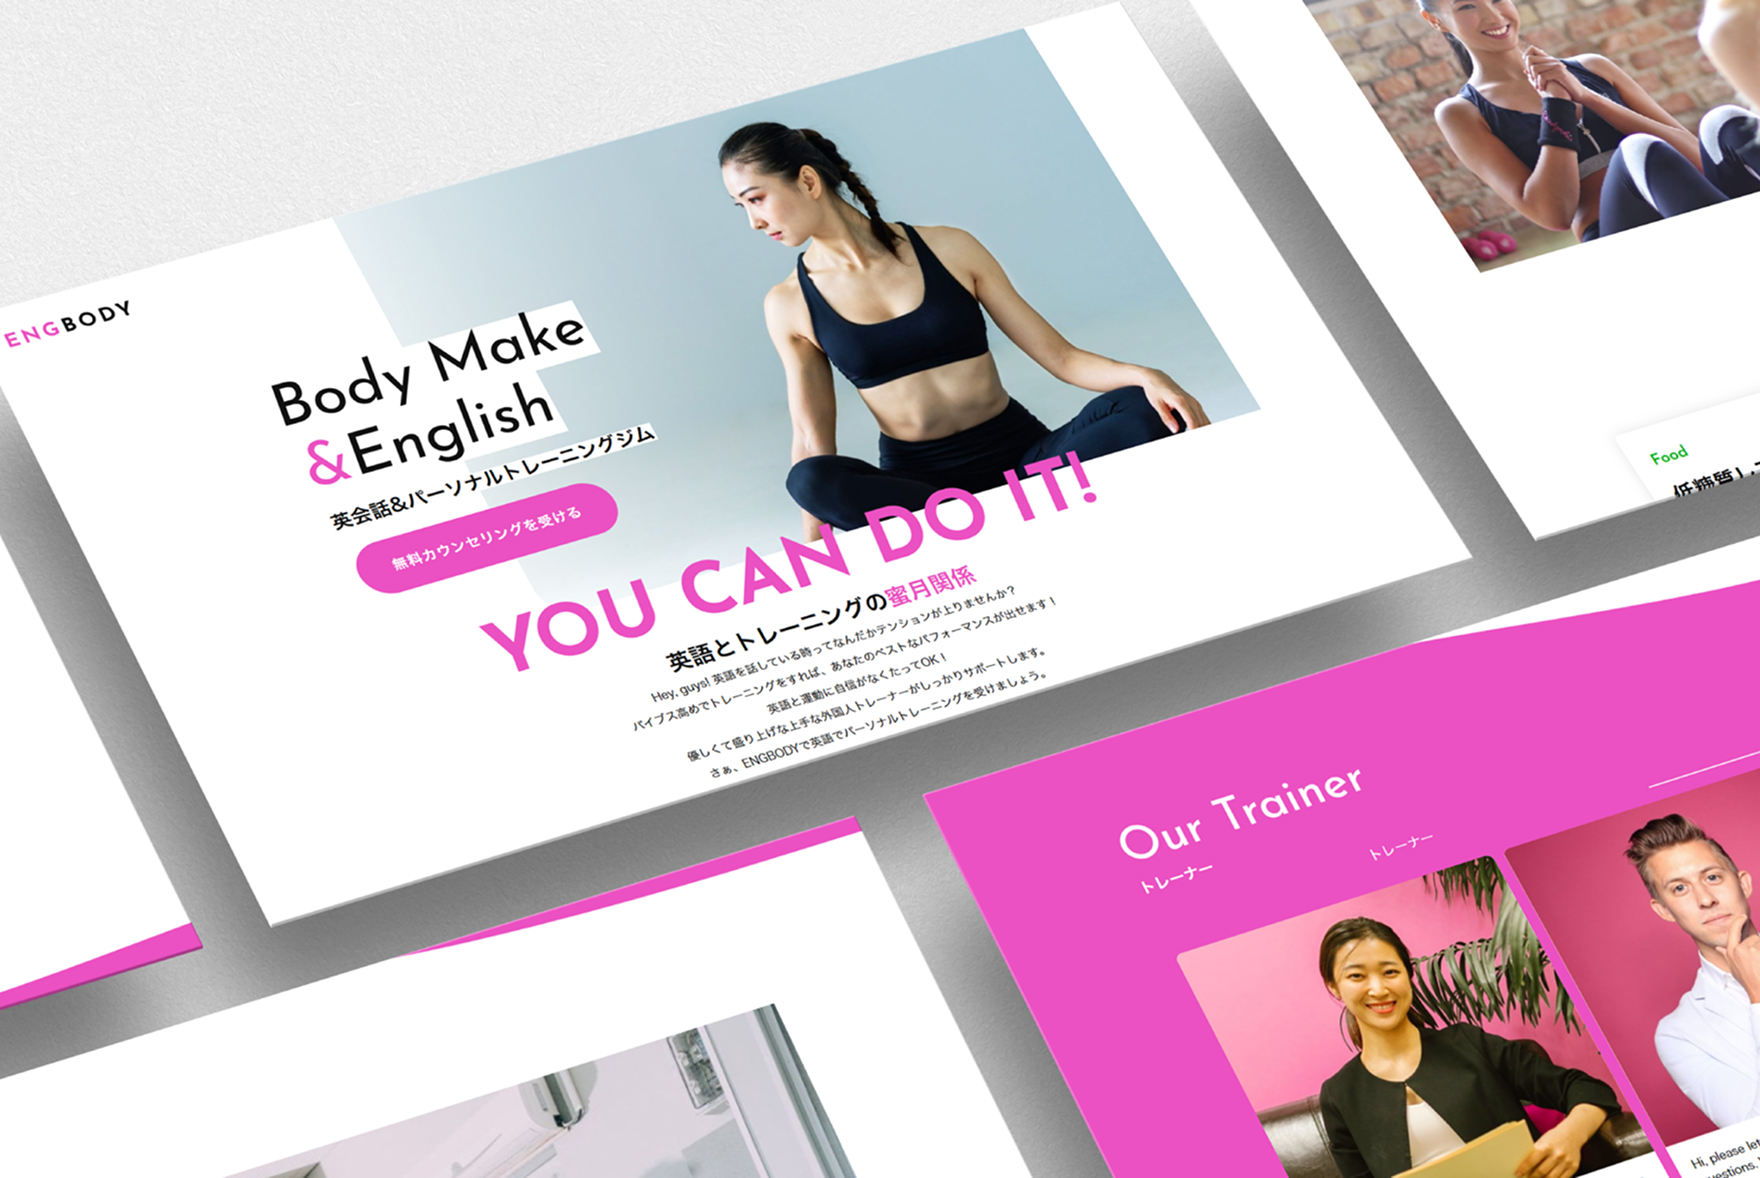 ENGBODY
Body Make
&English
英会話&パーソナルトレーニングジム
無料カウンセリングを受ける
YOU CAN DO IT!
英語とトレーニングの蜜月関係
Hey, guys! 英語を話している時ってなんだかテンションが上りませんか?
バイブス高めでトレーニングをすれば、あなたのベストなパフォーマンスが出せます!
英語と運動に自信がなくたってOK!
優しくて盛り上げな上手な外国人トレーナーがしっかりサポートします。
さぁ、ENGBODYで英語でパーソナルトレーニングを受けましょう。
Food
低糖質
Our Trainer
トレーナー
トレーナー
Hi, please let